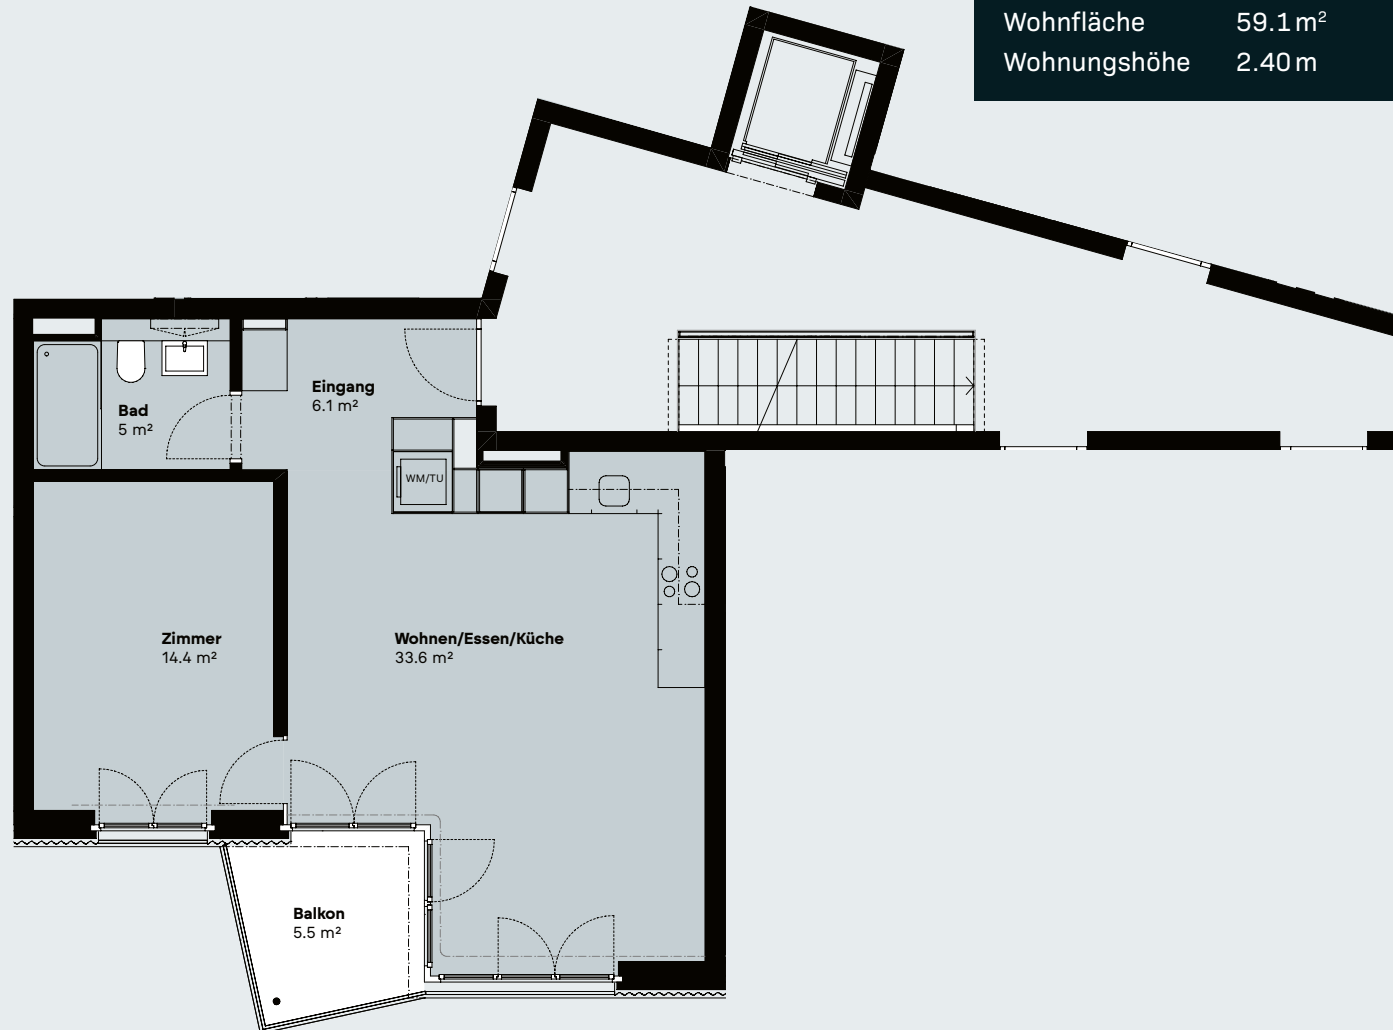 Wohnfläche 59.1 m²
Wohnungshöhe 2.40 m
Eingang
6.1 m²
Bad
5 m²
WM/TU
Zimmer
14.4 m²
Wohnen/Essen/Küche
33.6 m²
Balkon
5.5 m²